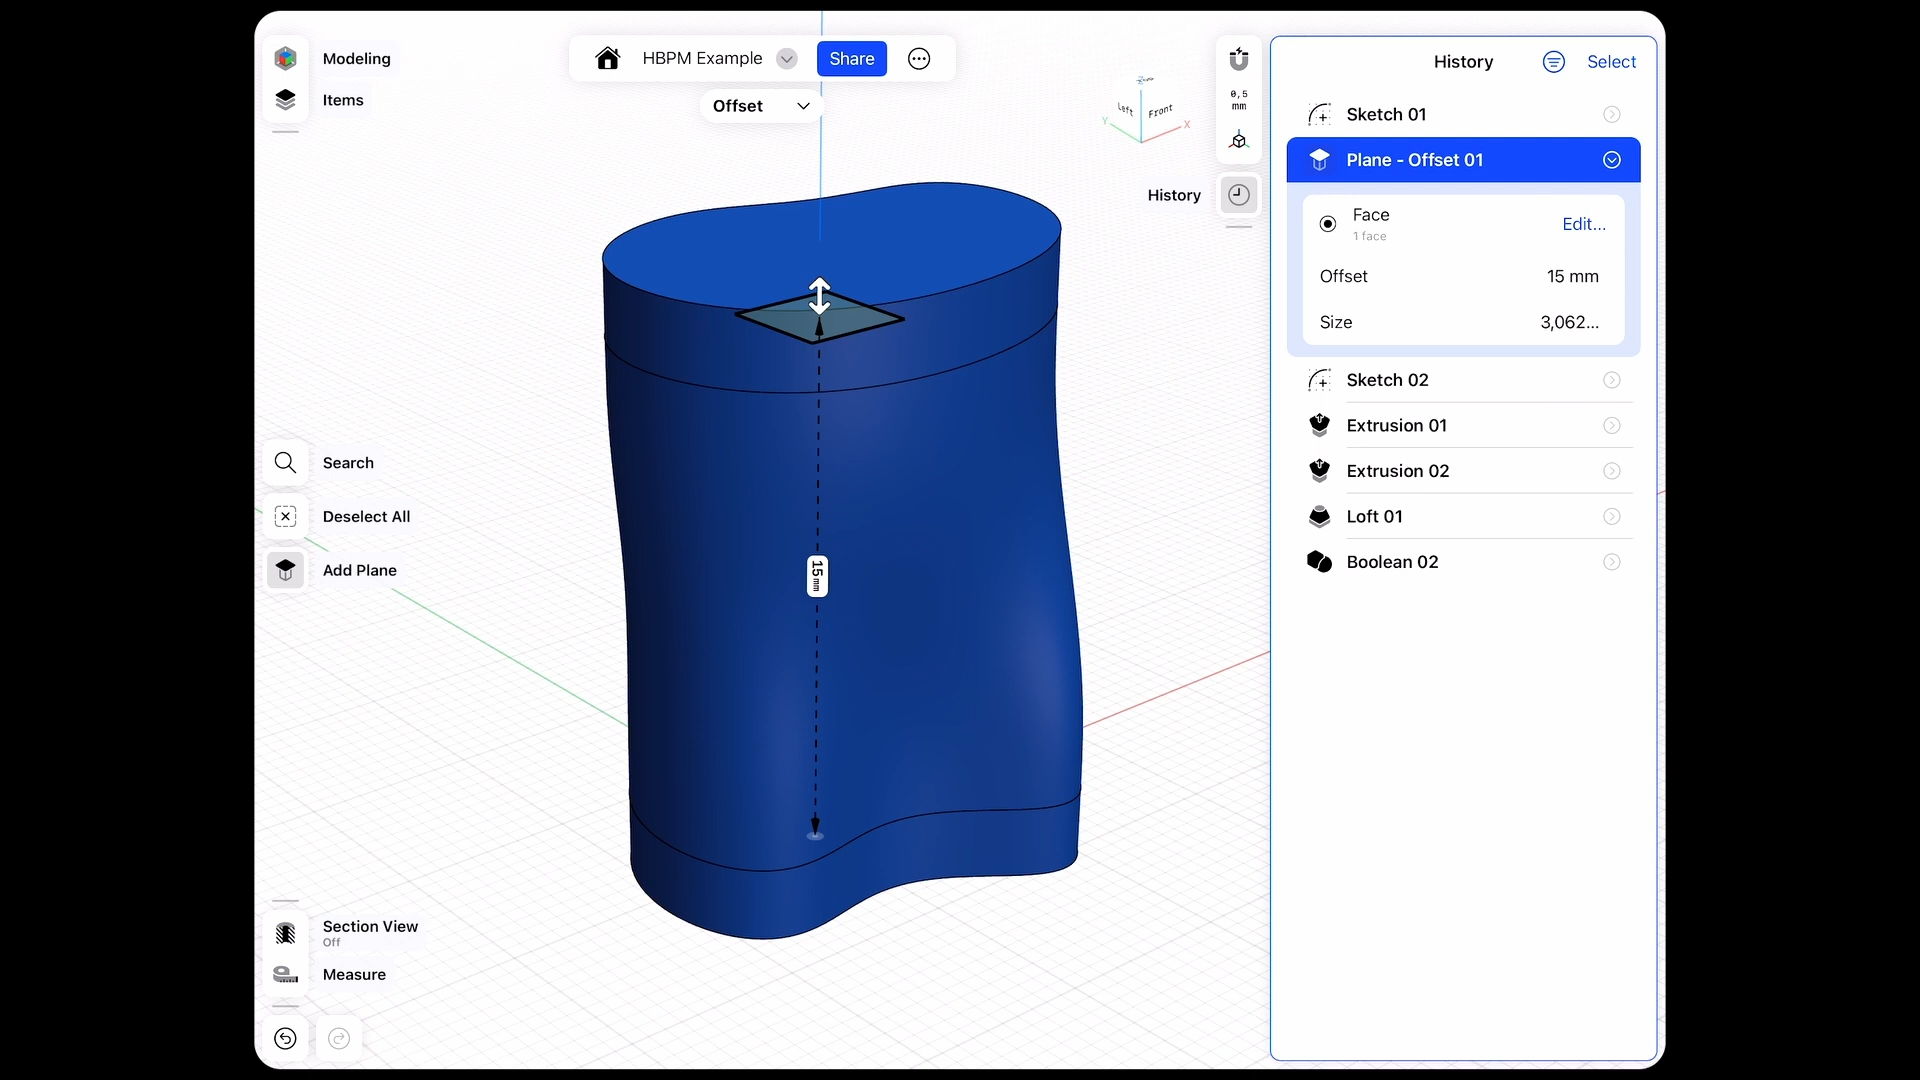 Modeling
Items
HBPM Example
Share
Offset
Left
Front
Y
X
0,5
mm
History
History
Select
Sketch 01
Plane - Offset 01
Face
1 face
Edit...
Offset
15 mm
Size
3,062...
Sketch 02
Extrusion 01
Extrusion 02
Loft 01
Boolean 02
Search
Deselect All
Add Plane
15 mm
Section View
Off
Measure